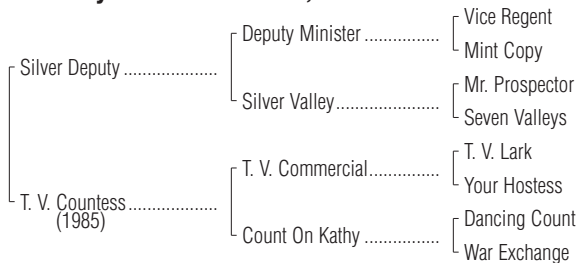 Vice Regent
Deputy Minister ................
Mint Copy
Silver Deputy ....................
Mr. Prospector
Silver Valley......................
Seven Valleys
T. V. Lark
T. V. Commercial...............
Your Hostess
T. V. Countess...................
(1985)
Dancing Count
Count On Kathy ................
War Exchange